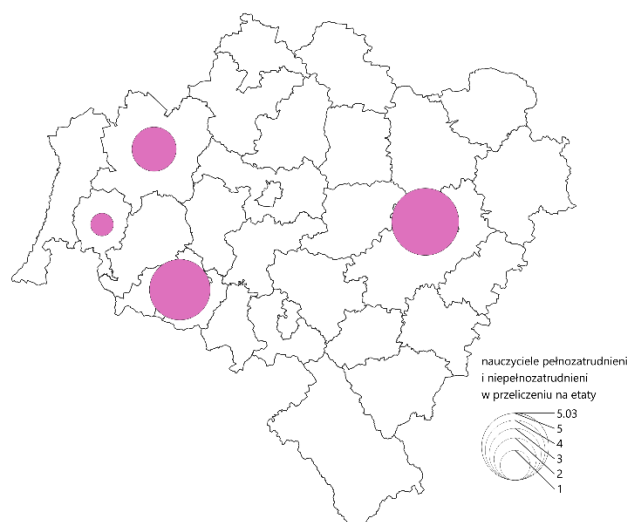 nauczyciele pełnozatrudnieni
i niepełnozatrudnieni
w przeliczeniu na etaty
5.03
5
4
3
2
1